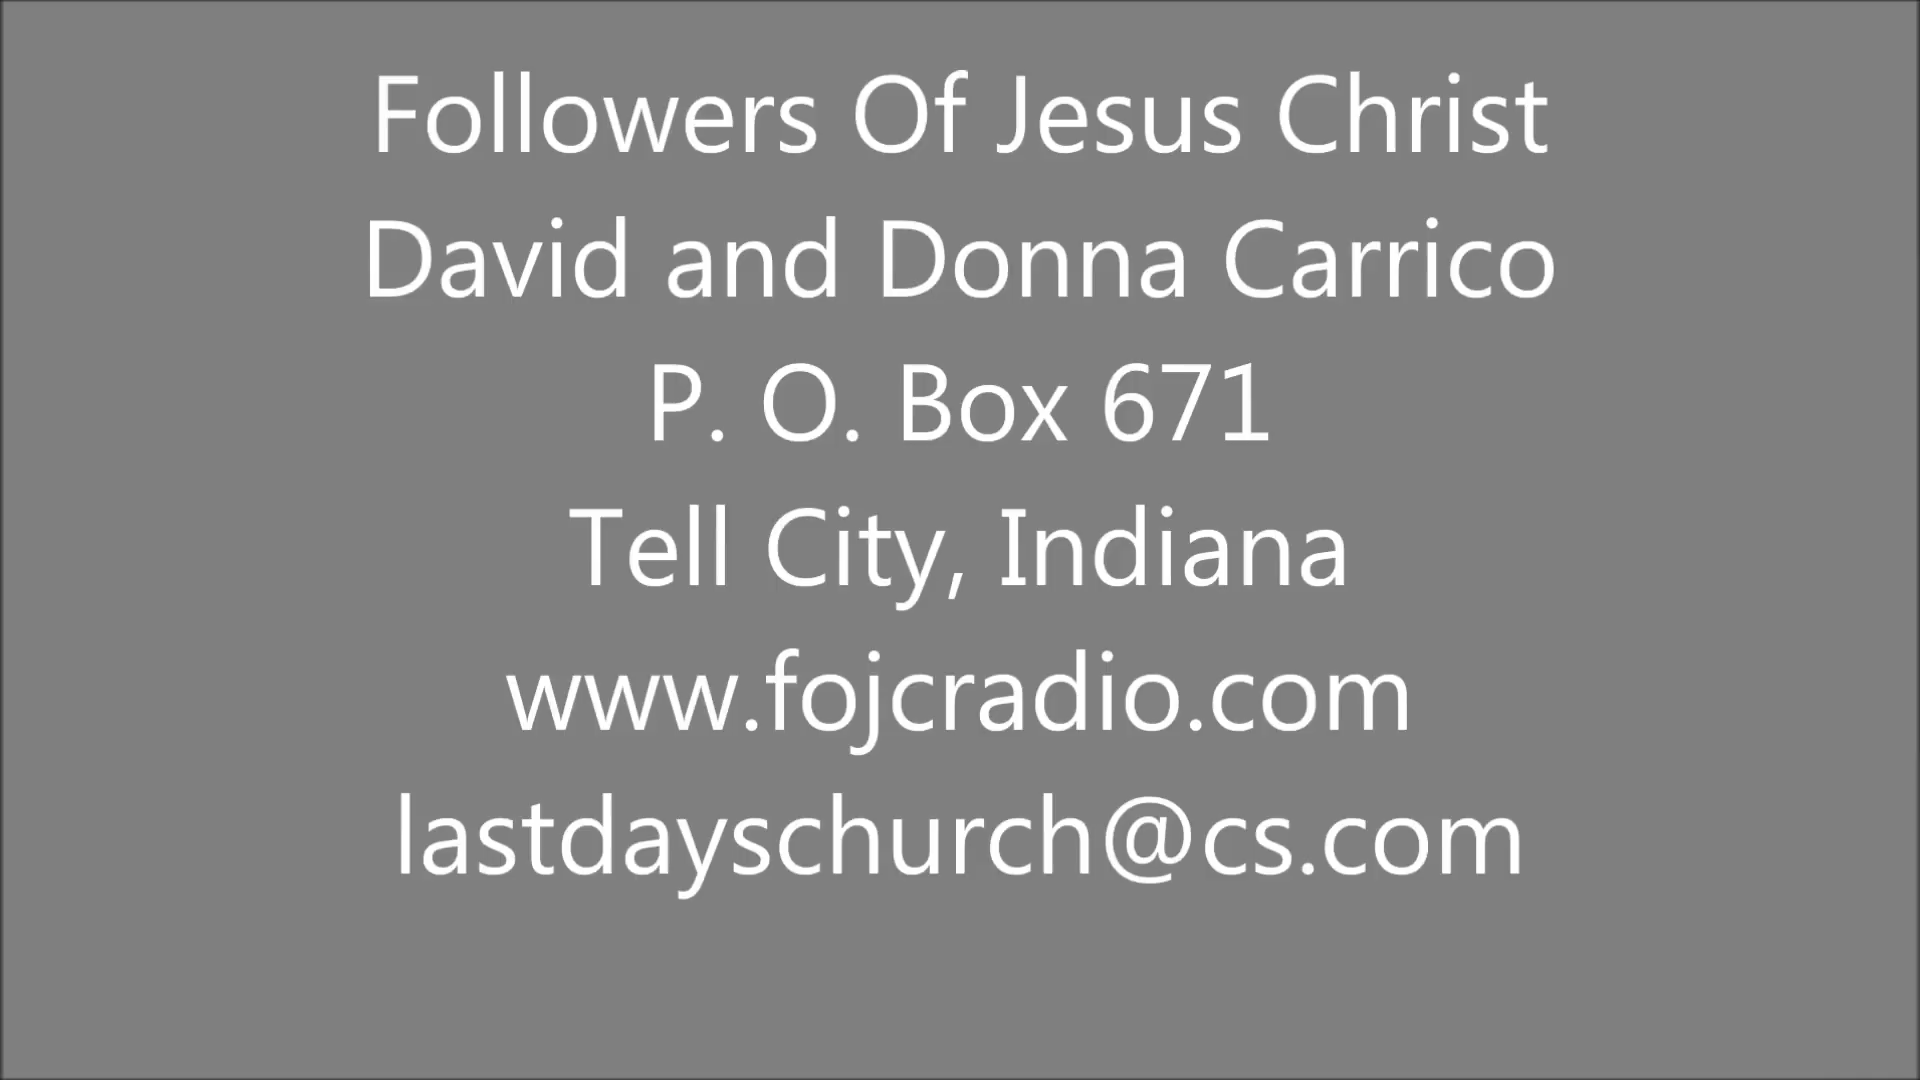 Followers Of Jesus Christ
David and Donna Carrico
P. O. Box 671
Tell City, Indiana
www.fojcradio.com
lastdayschurch@cs.com